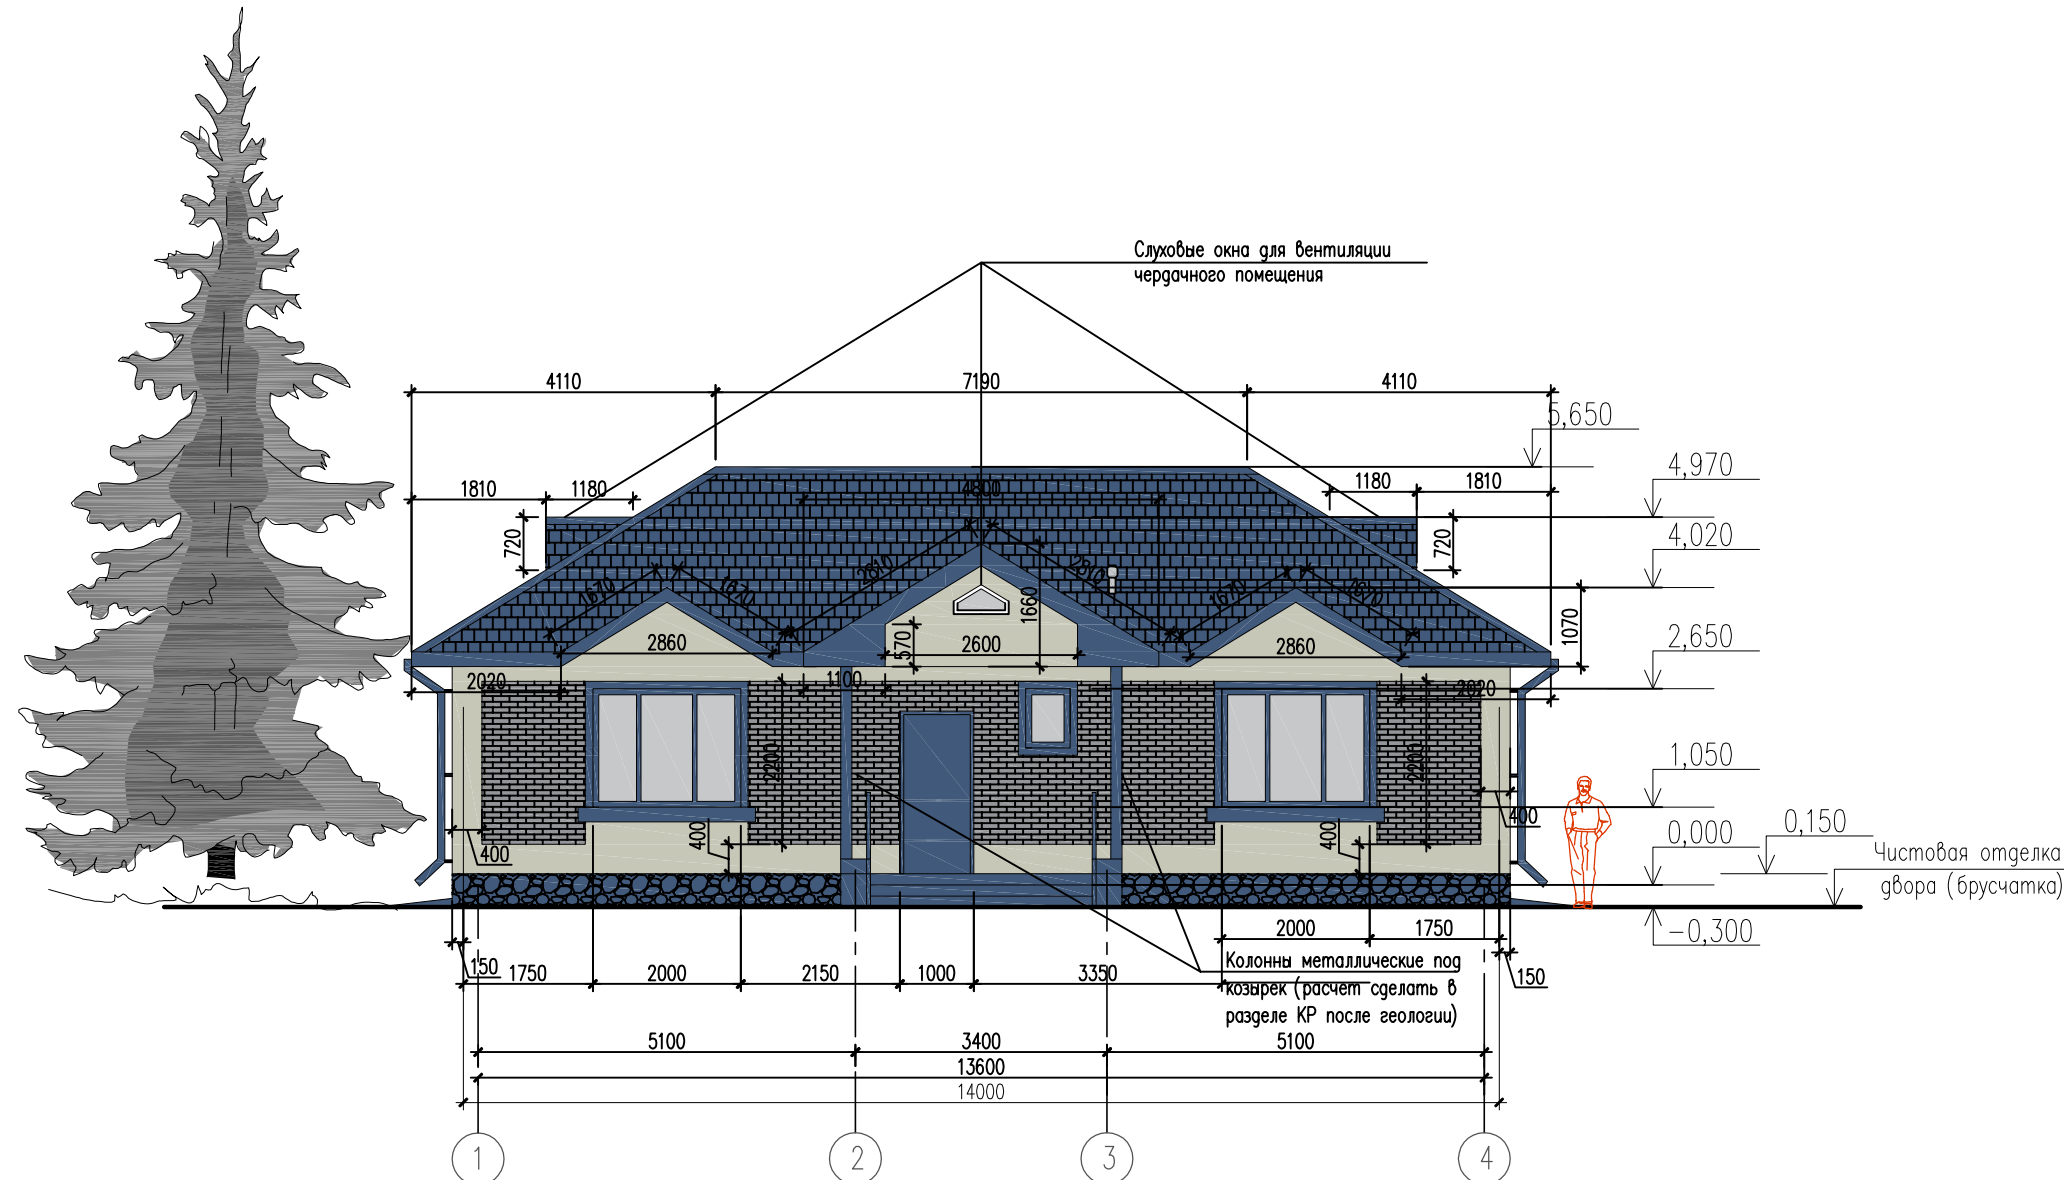 Слуховые окна для вентиляции
чердачного помещения
4110 7190 4110
5,650
4,970
1810 1180 4800 1180 1810
720 720
4,020
2810 2810
1670 1670 1670 1670
1660
1070
570
2860 2600 2860
2,650
2020 1100 2020
2200 2200
1,050
400 400 400 400
0,000
0,150
Чистовая отделка
двора (брусчатка)
-0,300
2000 1750
150 1750 2000 2150 1000 3350 150
Колонны металлические под
козырек (расчет сделать в
разделе КР после геологии)
5100 3400 5100
13600
14000
1 2 3 4